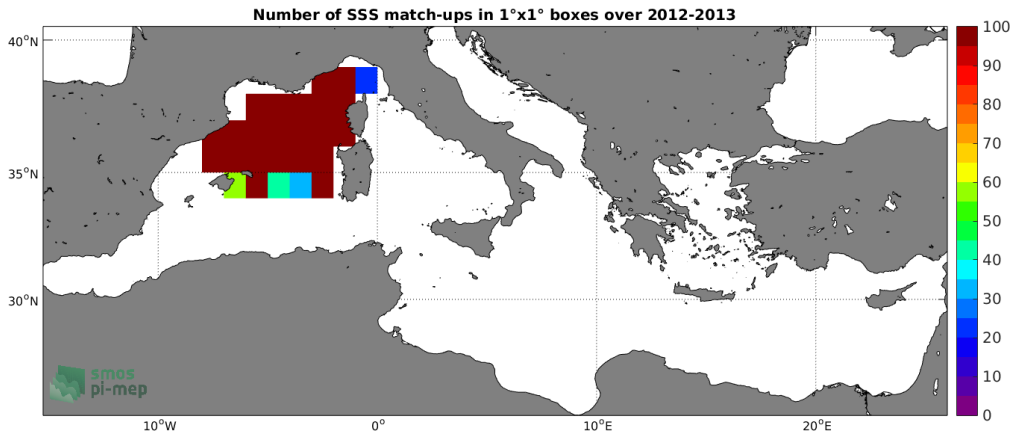 Number of SSS match-ups in 1°x1° boxes over 2012-2013
40°N
35°N
30°N
10°W
0°
10°E
20°E
100
90
80
70
60
50
40
30
20
10
0
smos
pi-mep